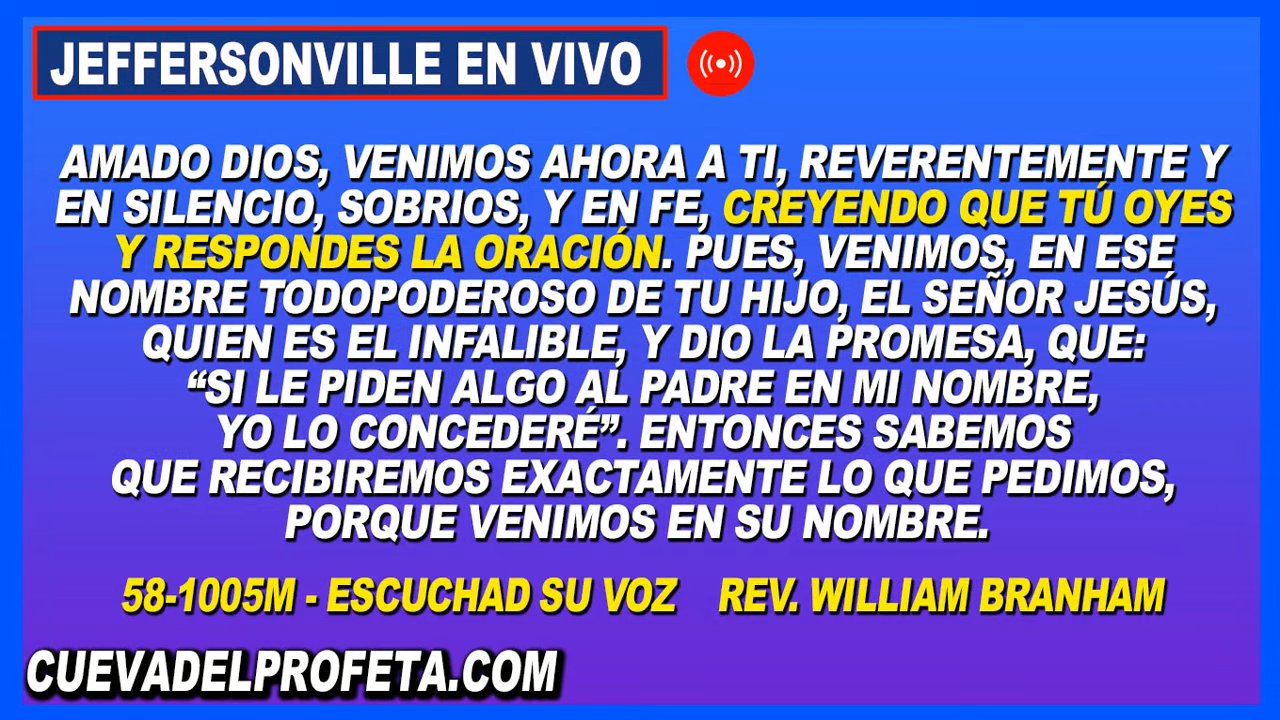 JEFFERSONVILLE EN VIVO
AMADO DIOS, VENIMOS AHORA A TI, REVERENTEMENTE Y
EN SILENCIO, SOBRIOS, Y EN FE, CREYENDO QUE TÚ OYES
Y RESPONDES LA ORACIÓN. PUES, VENIMOS, EN ESE
NOMBRE TODOPODEROSO DE TU HIJO, EL SEÑOR JESÚS,
QUIEN ES EL INFALIBLE, Y DIO LA PROMESA, QUE:
“SI LE PIDEN ALGO AL PADRE EN MI NOMBRE,
YO LO CONCEDERÉ”. ENTONCES SABEMOS
QUE RECIBIREMOS EXACTAMENTE LO QUE PEDIMOS,
PORQUE VENIMOS EN SU NOMBRE.
58-1005M - ESCUCHAD SU VOZ REV. WILLIAM BRANHAM
CUEVADELPROFETA.COM